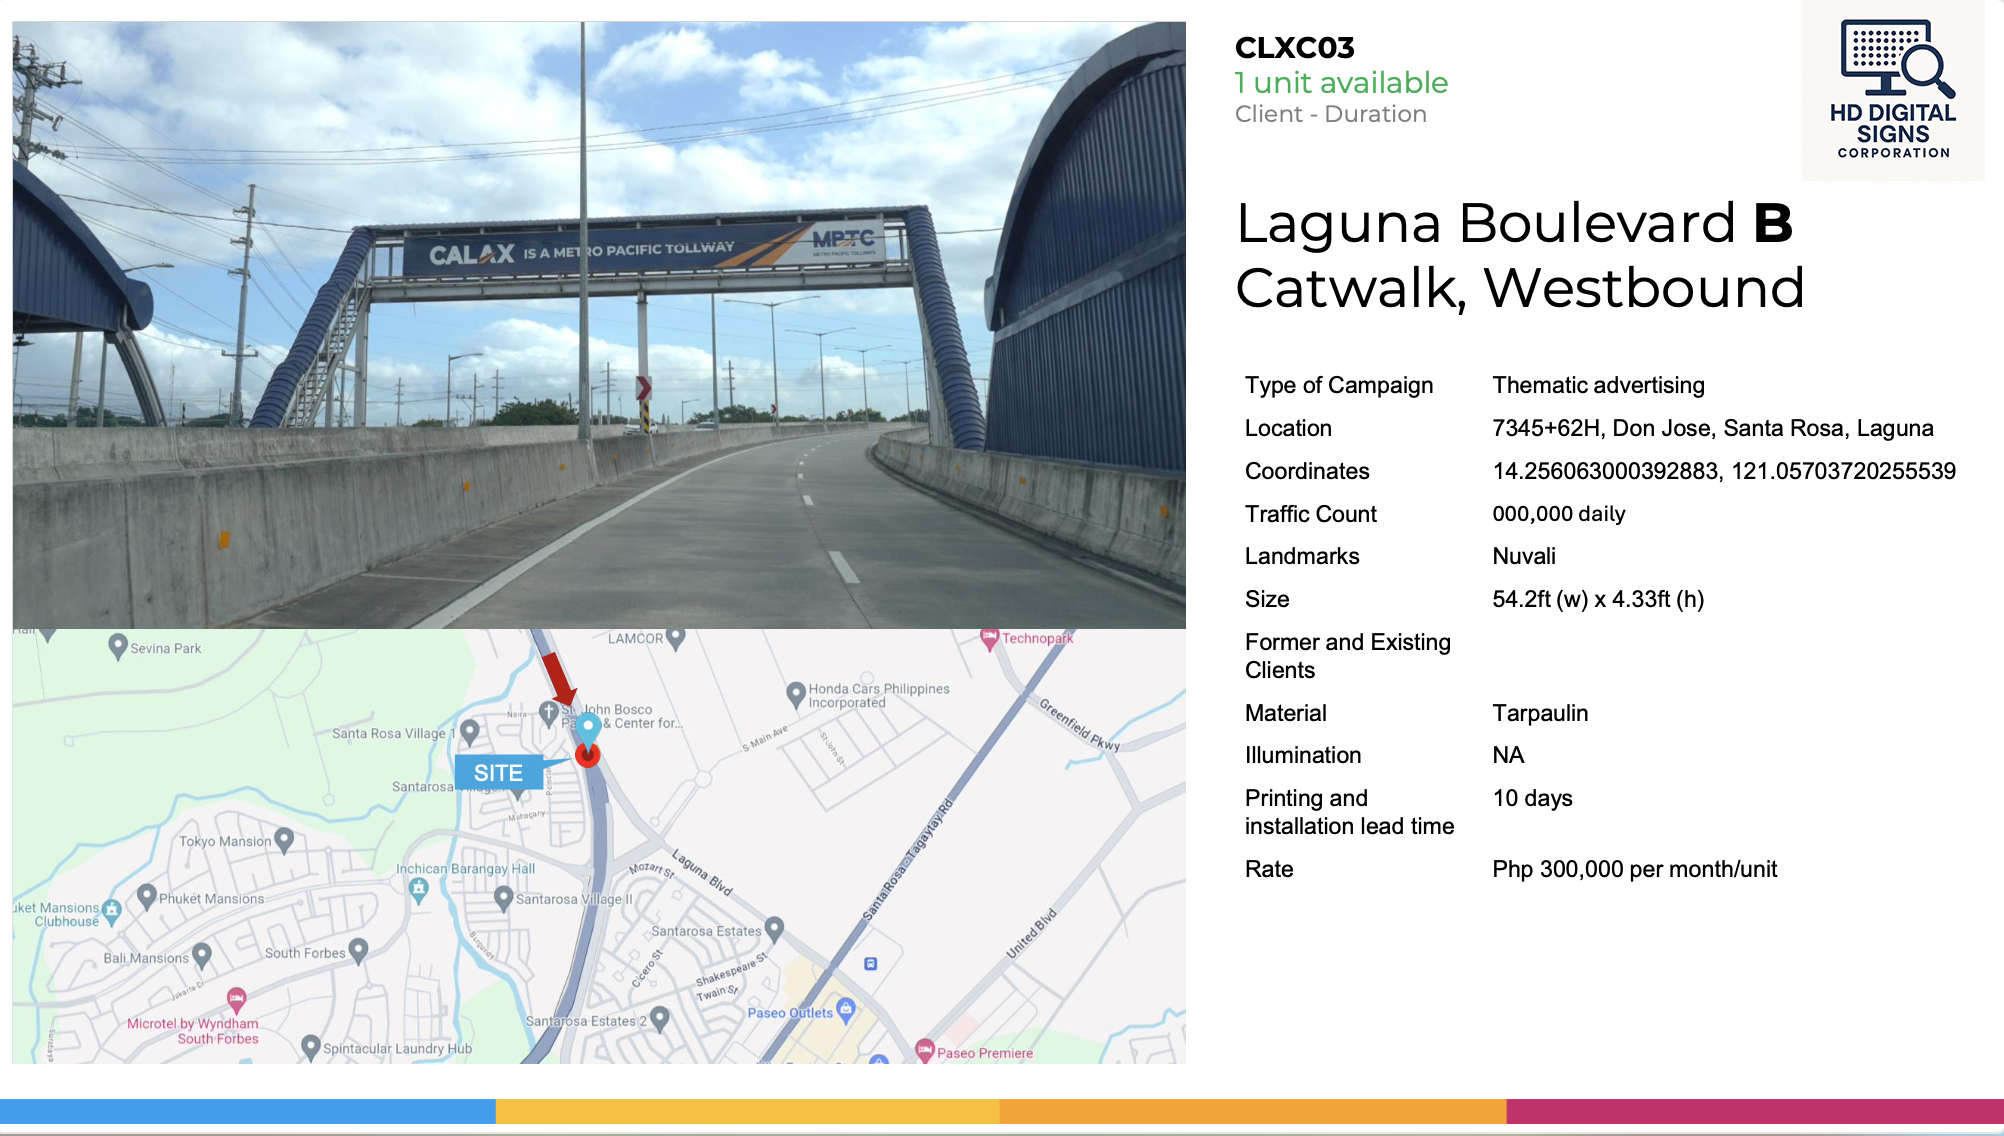 CALAX IS A METRO PACIFIC TOLLWAY
MPTC
METRO PACIFIC TOLLWAYS
CLXC03
1 unit available
Client - Duration
HD DIGITAL
SIGNS
CORPORATION
Laguna Boulevard B
Catwalk, Westbound
Type of Campaign Thematic advertising
Location 7345+62H, Don Jose, Santa Rosa, Laguna
Coordinates 14.256063000392883, 121.05703720255539
Traffic Count 000,000 daily
Landmarks Nuvali
Size 54.2ft (w) x 4.33ft (h)
Former and Existing
Clients
Material Tarpaulin
Illumination NA
Printing and
installation lead time 10 days
Rate Php 300,000 per month/unit
Sevina Park
LAMCOR
Technopark
Honda Cars Philippines
Incorporated
Greenfield Pkwy
St. John Bosco
& Center for...
Naira
Santa Rosa Village 1
S Main Ave
St. John St
SITE
Santarosa
Mahogany
Tokyo Mansion
Inchican Barangay Hall
Mozart St
Laguna Blvd
Santa Rosa - Tagaytay Rd
Phuket Mansions
Santarosa Village II
uket Mansions
Clubhouse
Santarosa Estates
United Blvd
South Forbes
Bali Mansions
Burgundy
Cicero St
Shakespeare St
Twain St
Jakarta Dr
Microtel by Wyndham
South Forbes
Santarosa Estates 2
Paseo Outlets
Spintacular Laundry Hub
Paseo Premiere